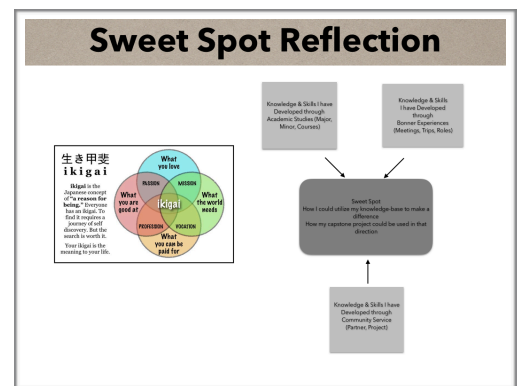 Sweet Spot Reflection
生き甲斐
ikigai
ikigai is the
Japanese concept
of "a reason for
being." Everyone
has an ikigai. To
find it requires a
journey of self
discovery. But the
search is worth it.
Your ikigai is the
meaning to your life.
What
you love
PASSION
MISSION
What
you are
good at
ikigai
What
the world
needs
PROFESSION
VOCATION
What
you can be
paid for
Knowledge & Skills I have
Developed through
Academic Studies (Major,
Minor, Courses)
Knowledge & Skills
I have Developed
through
Bonner Experiences
(Meetings, Trips, Roles)
Sweet Spot
How I could utilize my knowledge-base to make a
difference
How my capstone project could be used in that
direction
Knowledge & Skills I have
Developed through
Community Service
(Partner, Project)